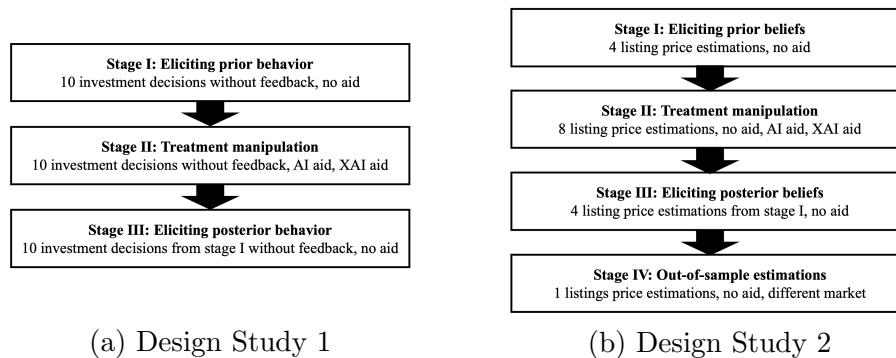 Stage I: Eliciting prior behavior
10 investment decisions without feedback, no aid
Stage II: Treatment manipulation
10 investment decisions without feedback, AI aid, XAI aid
Stage III: Eliciting posterior behavior
10 investment decisions from stage I without feedback, no aid
(a) Design Study 1
Stage I: Eliciting prior beliefs
4 listing price estimations, no aid
Stage II: Treatment manipulation
8 listing price estimations, no aid, AI aid, XAI aid
Stage III: Eliciting posterior beliefs
4 listing price estimations from stage I, no aid
Stage IV: Out-of-sample estimations
1 listings price estimations, no aid, different market
(b) Design Study 2